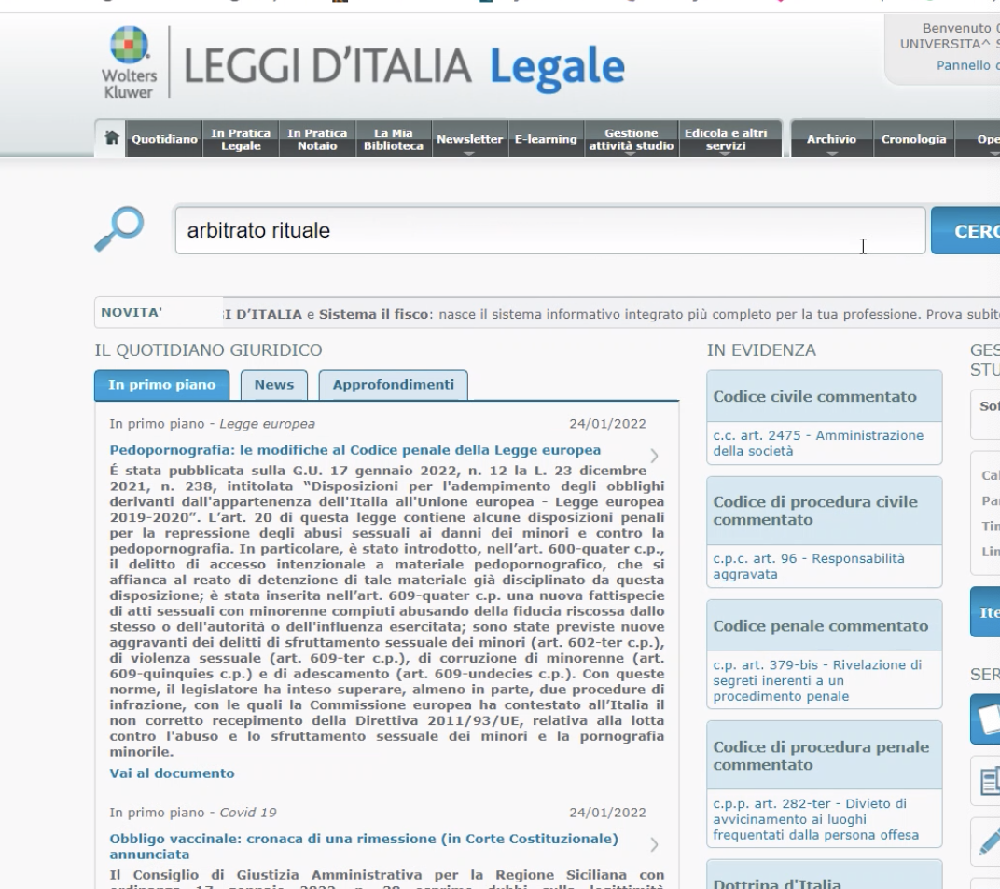 Wolters
Kluwer
LEGGI D'ITALIA Legale
Benvenuto
UNIVERSITA^
Pannello
Quotidiano
In Pratica
Legale
In Pratica
Notaio
La Mia
Biblioteca
Newsletter
E-learning
Gestione
attività studio
Edicola e altri
servizi
Archivio
Cronologia
arbitrato rituale
NOVITA'
D'ITALIA e Sistema il fisco: nasce il sistema informativo integrato più completo per la tua professione. Prova
IL QUOTIDIANO GIURIDICO
In primo piano
News
Approfondimenti
In primo piano - Legge europea 24/01/2022
Pedopornografia: le modifiche al Codice penale della Legge europea
É stata pubblicata sulla G.U. 17 gennaio 2022, n. 12 la L. 23 dicembre
2021, n. 238, intitolata “Disposizioni per l'adempimento degli obblighi
derivanti dall'appartenenza dell'Italia all'Unione europea - Legge europea
2019-2020”. L’art. 20 di questa legge contiene alcune disposizioni penali
per la repressione degli abusi sessuali ai danni dei minori e contro la
pedopornografia. In particolare, è stato introdotto, nell’art. 600-quater c.p.,
il delitto di accesso intenzionale a materiale pedopornografico, che si
affianca al reato di detenzione di tale materiale già disciplinato da questa
disposizione; è stata inserita nell’art. 609-quater c.p. una nuova fattispecie
di atti sessuali con minorenne compiuti abusando della fiducia riscossa dallo
stesso o dell'autorità o dell'influenza esercitata; sono state previste nuove
aggravanti dei delitti di sfruttamento sessuale dei minori (art. 602-ter c.p.),
di violenza sessuale (art. 609-ter c.p.), di corruzione di minorenne (art.
609-quinquies c.p.) e di adescamento (art. 609-undecies c.p.). Con queste
norme, il legislatore ha inteso superare, almeno in parte, due procedure di
infrazione, con le quali la Commissione europea ha contestato all’Italia il
non corretto recepimento della Direttiva 2011/93/UE, relativa alla lotta
contro l'abuso e lo sfruttamento sessuale dei minori e la pornografia
minorile.
Vai al documento
In primo piano - Covid 19 24/01/2022
Obbligo vaccinale: cronaca di una rimessione (in Corte Costituzionale)
annunciata
Il Consiglio di Giustizia Amministrativa per la Regione Siciliana con
IN EVIDENZA
Codice civile commentato
c.c. art. 2475 - Amministrazione
della società
Codice di procedura civile
commentato
c.p.c. art. 96 - Responsabilità
aggravata
Codice penale commentato
c.p. art. 379-bis - Rivelazione di
segreti inerenti a un
procedimento penale
Codice di procedura penale
commentato
c.p.p. art. 282-ter - Divieto di
avvicinamento ai luoghi
frequentati dalla persona offesa
Dottrina d'Italia